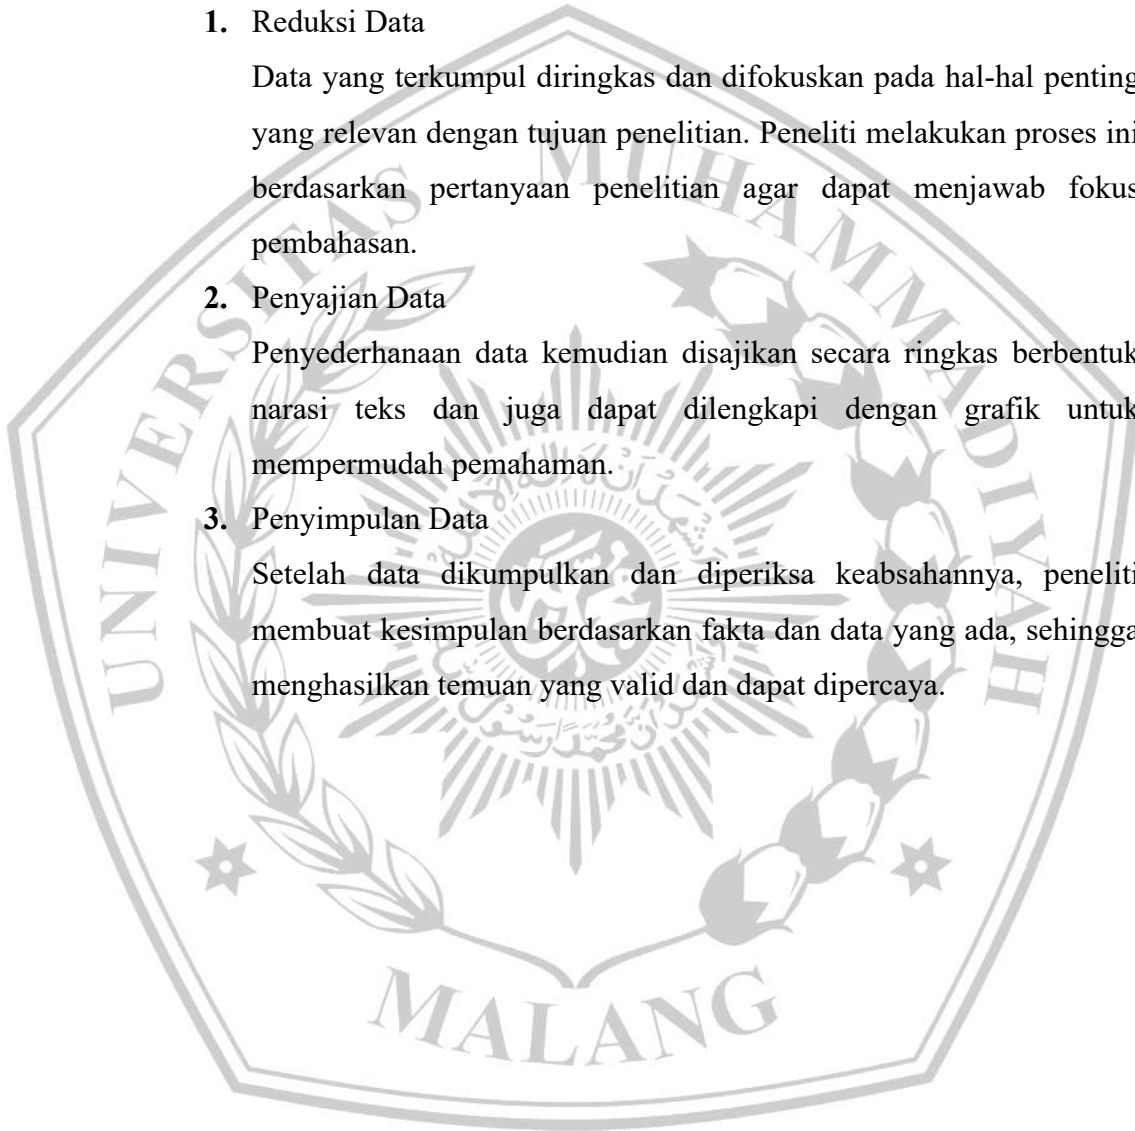 1. Reduksi Data
Data yang terkumpul diringkas dan difokuskan pada hal-hal penting
yang relevan dengan tujuan penelitian. Peneliti melakukan proses ini
berdasarkan pertanyaan penelitian agar dapat menjawab fokus
pembahasan.
2. Penyajian Data
Penyederhanaan data kemudian disajikan secara ringkas berbentuk
narasi teks dan juga dapat dilengkapi dengan grafik untuk
mempermudah pemahaman.
3. Penyimpulan Data
Setelah data dikumpulkan dan diperiksa keabsahannya, peneliti
membuat kesimpulan berdasarkan fakta dan data yang ada, sehingga
menghasilkan temuan yang valid dan dapat dipercaya.
UNIVERSITAS MUHAMMADIYAH
MALANG